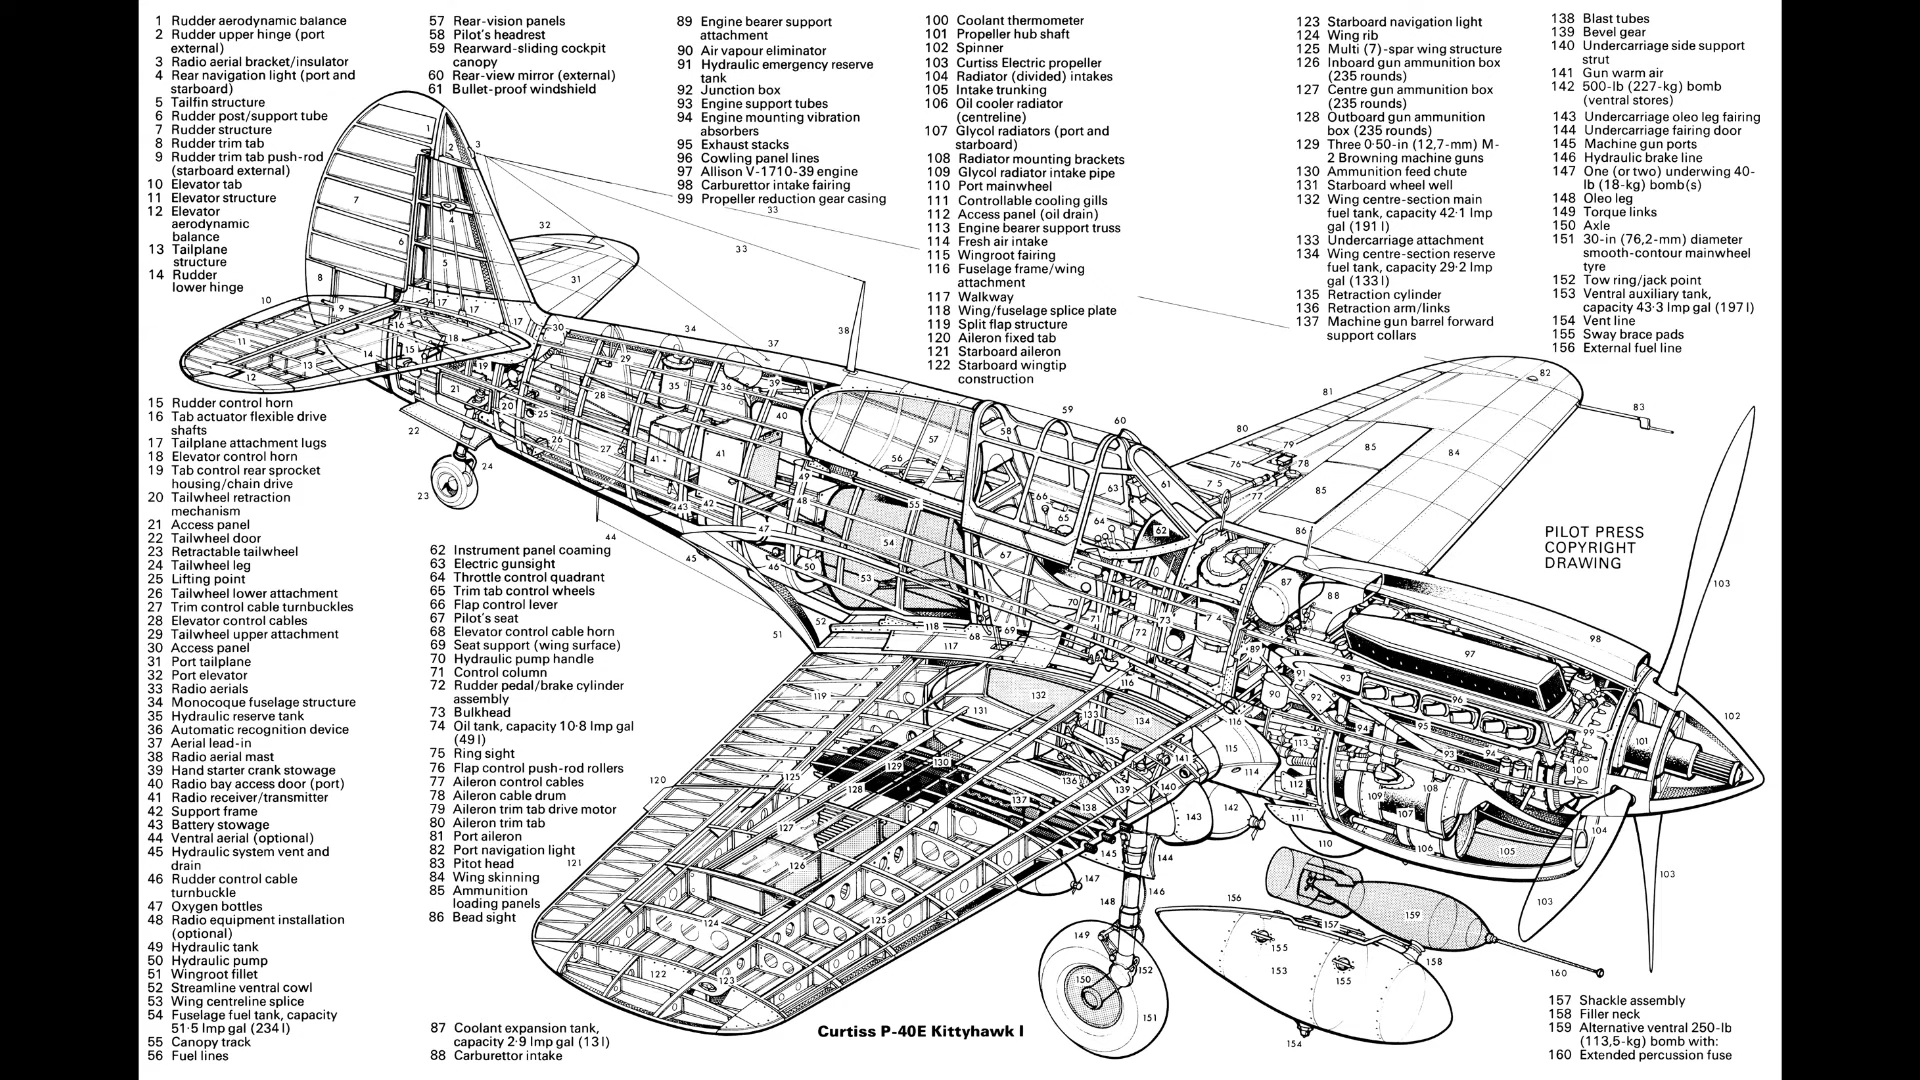 1 Rudder aerodynamic balance
2 Rudder upper hinge (port
external)
3 Radio aerial bracket/insulator
4 Rear navigation light (port and
starboard)
5 Tailfin structure
6 Rudder post/support tube
7 Rudder structure
8 Rudder trim tab
9 Rudder trim tab push-rod
(starboard external)
10 Elevator tab
11 Elevator structure
12 Elevator
aerodynamic
balance
13 Tailplane
structure
14 Rudder
lower hinge
15 Rudder control horn
16 Tab actuator flexible drive
shafts
17 Tailplane attachment lugs
18 Elevator control horn
19 Tab control rear sprocket
housing/chain drive
20 Tailwheel retraction
mechanism
21 Access panel
22 Tailwheel door
23 Retractable tailwheel
24 Tailwheel leg
25 Lifting point
26 Tailwheel lower attachment
27 Trim control cable turnbuckles
28 Elevator control cables
29 Tailwheel upper attachment
30 Access panel
31 Port tailplane
32 Port elevator
33 Radio aerials
34 Monocoque fuselage structure
35 Hydraulic reserve tank
36 Automatic recognition device
37 Aerial lead-in
38 Radio aerial mast
39 Hand starter crank stowage
40 Radio bay access door (port)
41 Radio receiver/transmitter
42 Support frame
43 Battery stowage
44 Ventral aerial (optional)
45 Hydraulic system vent and
drain
46 Rudder control cable
turnbuckle
47 Oxygen bottles
48 Radio equipment installation
(optional)
49 Hydraulic tank
50 Hydraulic pump
51 Wingroot fillet
52 Streamline ventral cowl
53 Wing centreline splice
54 Fuselage fuel tank, capacity
51·5 Imp gal (234 l)
55 Canopy track
56 Fuel lines
57 Rear-vision panels
58 Pilot's headrest
59 Rearward-sliding cockpit
canopy
60 Rear-view mirror (external)
61 Bullet-proof windshield
62 Instrument panel coaming
63 Electric gunsight
64 Throttle control quadrant
65 Trim tab control wheels
66 Flap control lever
67 Pilot's seat
68 Elevator control cable horn
69 Seat support (wing surface)
70 Hydraulic pump handle
71 Control column
72 Rudder pedal/brake cylinder
assembly
73 Bulkhead
74 Oil tank, capacity 10·8 Imp gal
(49 l)
75 Ring sight
76 Flap control push-rod rollers
77 Aileron control cables
78 Aileron cable drum
79 Aileron trim tab drive motor
80 Aileron trim tab
81 Port aileron
82 Port navigation light
83 Pitot head
84 Wing skinning
85 Ammunition
loading panels
86 Bead sight
87 Coolant expansion tank,
capacity 2·9 Imp gal (13 l)
88 Carburettor intake
89 Engine bearer support
attachment
90 Air vapour eliminator
91 Hydraulic emergency reserve
tank
92 Junction box
93 Engine support tubes
94 Engine mounting vibration
absorbers
95 Exhaust stacks
96 Cowling panel lines
97 Allison V-1710-39 engine
98 Carburettor intake fairing
99 Propeller reduction gear casing
100 Coolant thermometer
101 Propeller hub shaft
102 Spinner
103 Curtiss Electric propeller
104 Radiator (divided) intakes
105 Intake trunking
106 Oil cooler radiator
(centreline)
107 Glycol radiators (port and
starboard)
108 Radiator mounting brackets
109 Glycol radiator intake pipe
110 Port mainwheel
111 Controllable cooling gills
112 Access panel (oil drain)
113 Engine bearer support truss
114 Fresh air intake
115 Wingroot fairing
116 Fuselage frame/wing
attachment
117 Walkway
118 Wing/fuselage splice plate
119 Split flap structure
120 Aileron fixed tab
121 Starboard aileron
122 Starboard wingtip
construction
123 Starboard navigation light
124 Wing rib
125 Multi (7)-spar wing structure
126 Inboard gun ammunition box
(235 rounds)
127 Centre gun ammunition box
(235 rounds)
128 Outboard gun ammunition
box (235 rounds)
129 Three 0·50-in (12,7-mm) M-
2 Browning machine guns
130 Ammunition feed chute
131 Starboard wheel well
132 Wing centre-section main
fuel tank, capacity 42·1 Imp
gal (191 l)
133 Undercarriage attachment
134 Wing centre-section reserve
fuel tank, capacity 29·2 Imp
gal (133 l)
135 Retraction cylinder
136 Retraction arm/links
137 Machine gun barrel forward
support collars
138 Blast tubes
139 Bevel gear
140 Undercarriage side support
strut
141 Gun warm air
142 500-lb (227-kg) bomb
(ventral stores)
143 Undercarriage oleo leg fairing
144 Undercarriage fairing door
145 Machine gun ports
146 Hydraulic brake line
147 One (or two) underwing 40-
lb (18-kg) bomb(s)
148 Oleo leg
149 Torque links
150 Axle
151 30-in (76,2-mm) diameter
smooth-contour mainwheel
tyre
152 Tow ring/jack point
153 Ventral auxiliary tank,
capacity 43·3 Imp gal (197 l)
154 Vent line
155 Sway brace pads
156 External fuel line
PILOT PRESS
COPYRIGHT
DRAWING
157 Shackle assembly
158 Filler neck
159 Alternative ventral 250-lb
(113,5-kg) bomb with:
160 Extended percussion fuse
Curtiss P-40E Kittyhawk I